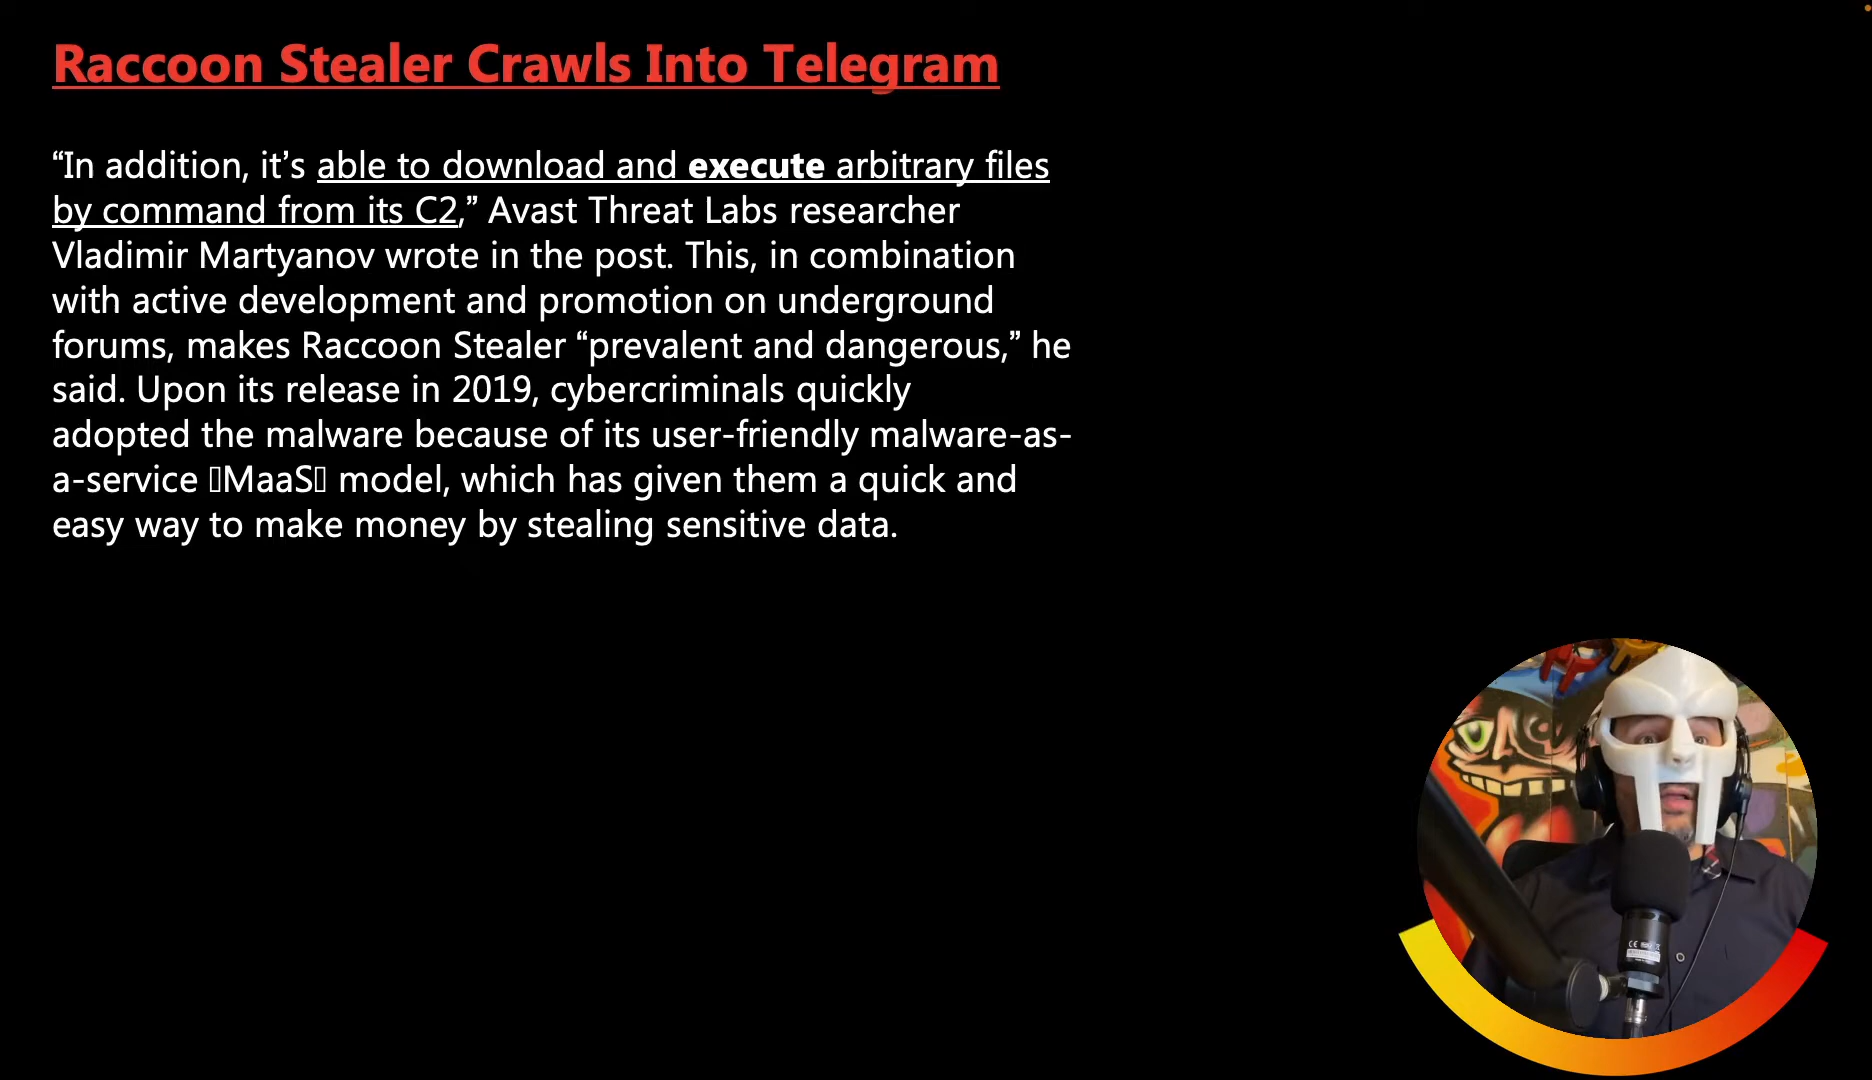 Raccoon Stealer Crawls Into Telegram
“In addition, it’s able to download and execute arbitrary files
by command from its C2,” Avast Threat Labs researcher
Vladimir Martyanov wrote in the post. This, in combination
with active development and promotion on underground
forums, makes Raccoon Stealer “prevalent and dangerous,” he
said. Upon its release in 2019, cybercriminals quickly
adopted the malware because of its user-friendly malware-as-
a-service ▯MaaS▯ model, which has given them a quick and
easy way to make money by stealing sensitive data.